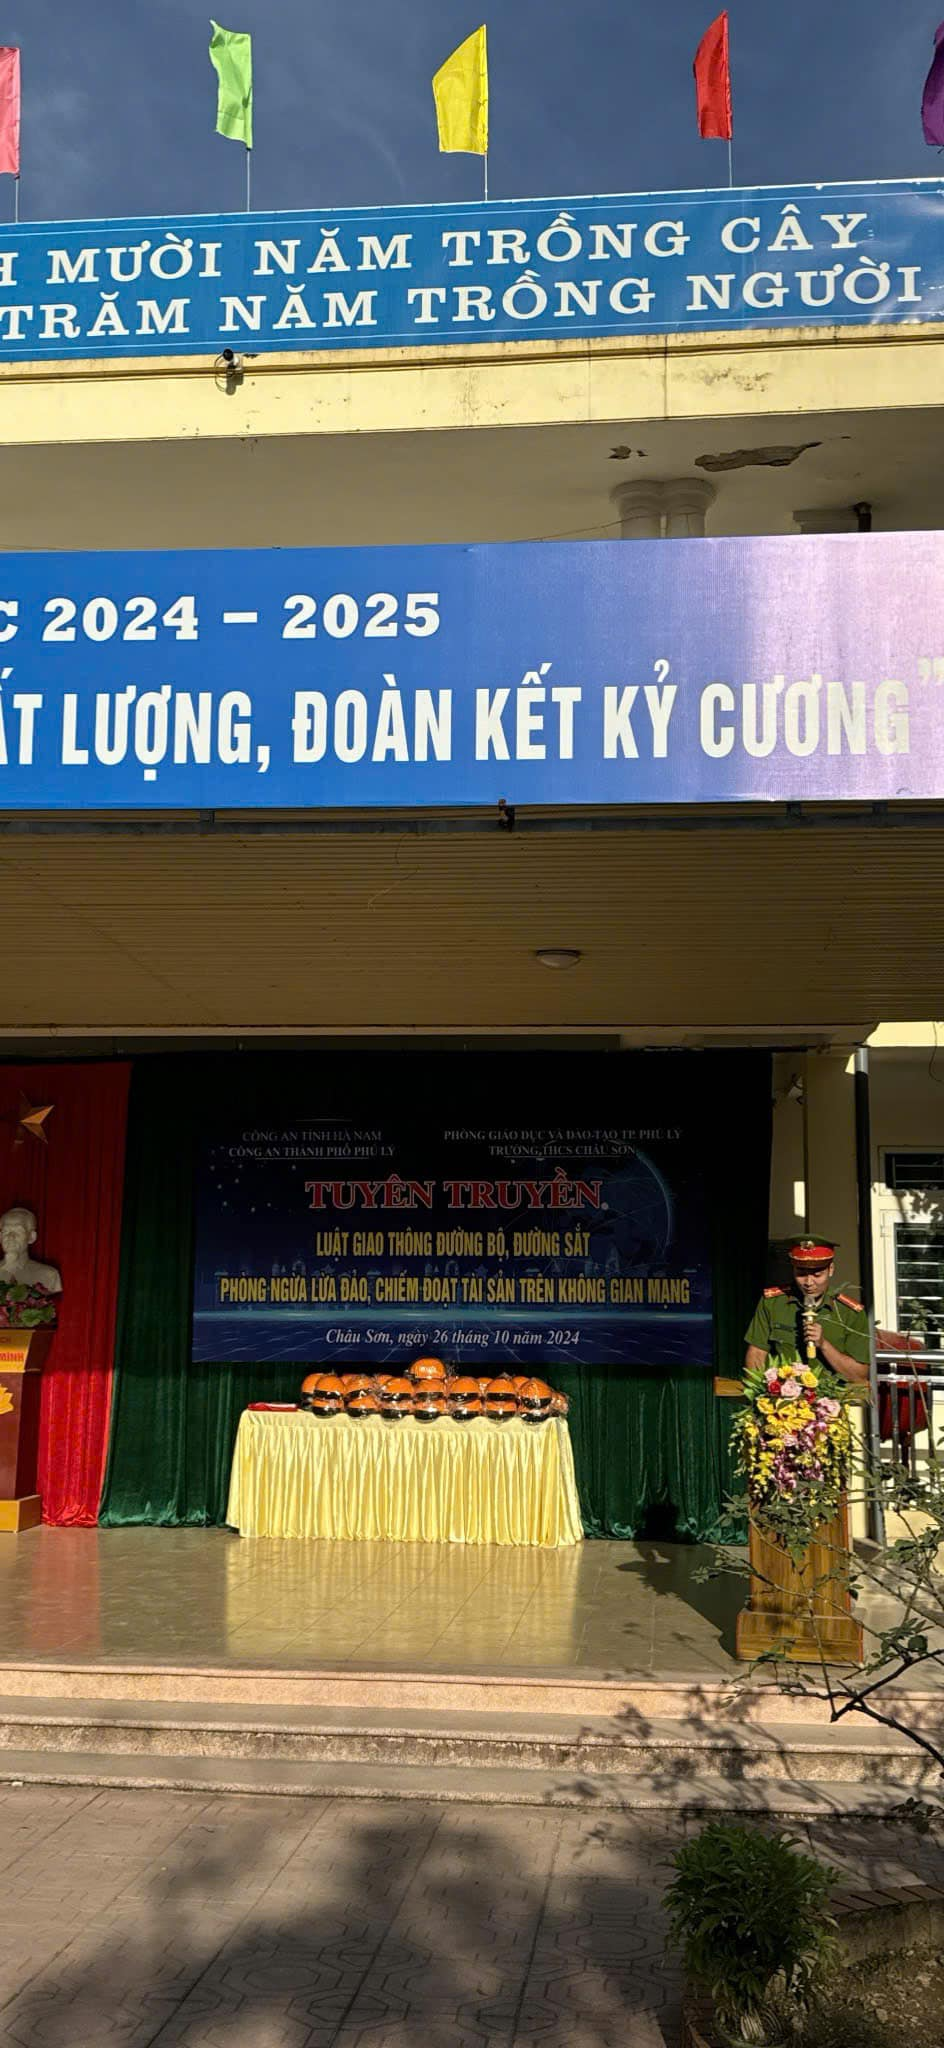 MƯỜI NĂM TRỒNG CÂY
TRĂM NĂM TRỒNG NGƯỜI
2024 – 2025
LƯỢNG, ĐOÀN KẾT KỶ CƯƠNG"
CÔNG AN TỈNH HÀ NAM
CÔNG AN THÀNH PHỐ PHỦ LÝ
PHÒNG GIÁO DỤC VÀ ĐÀO TẠO TP. PHỦ LÝ
TRƯỜNG THCS CHÂU SƠN
TUYÊN TRUYỀN
LUẬT GIAO THÔNG ĐƯỜNG BỘ, ĐƯỜNG SẮT
PHÒNG NGỪA LỪA ĐẢO, CHIẾM ĐOẠT TÀI SẢN TRÊN KHÔNG GIAN MẠNG
Châu Sơn, ngày 26 tháng 10 năm 2024
MINH